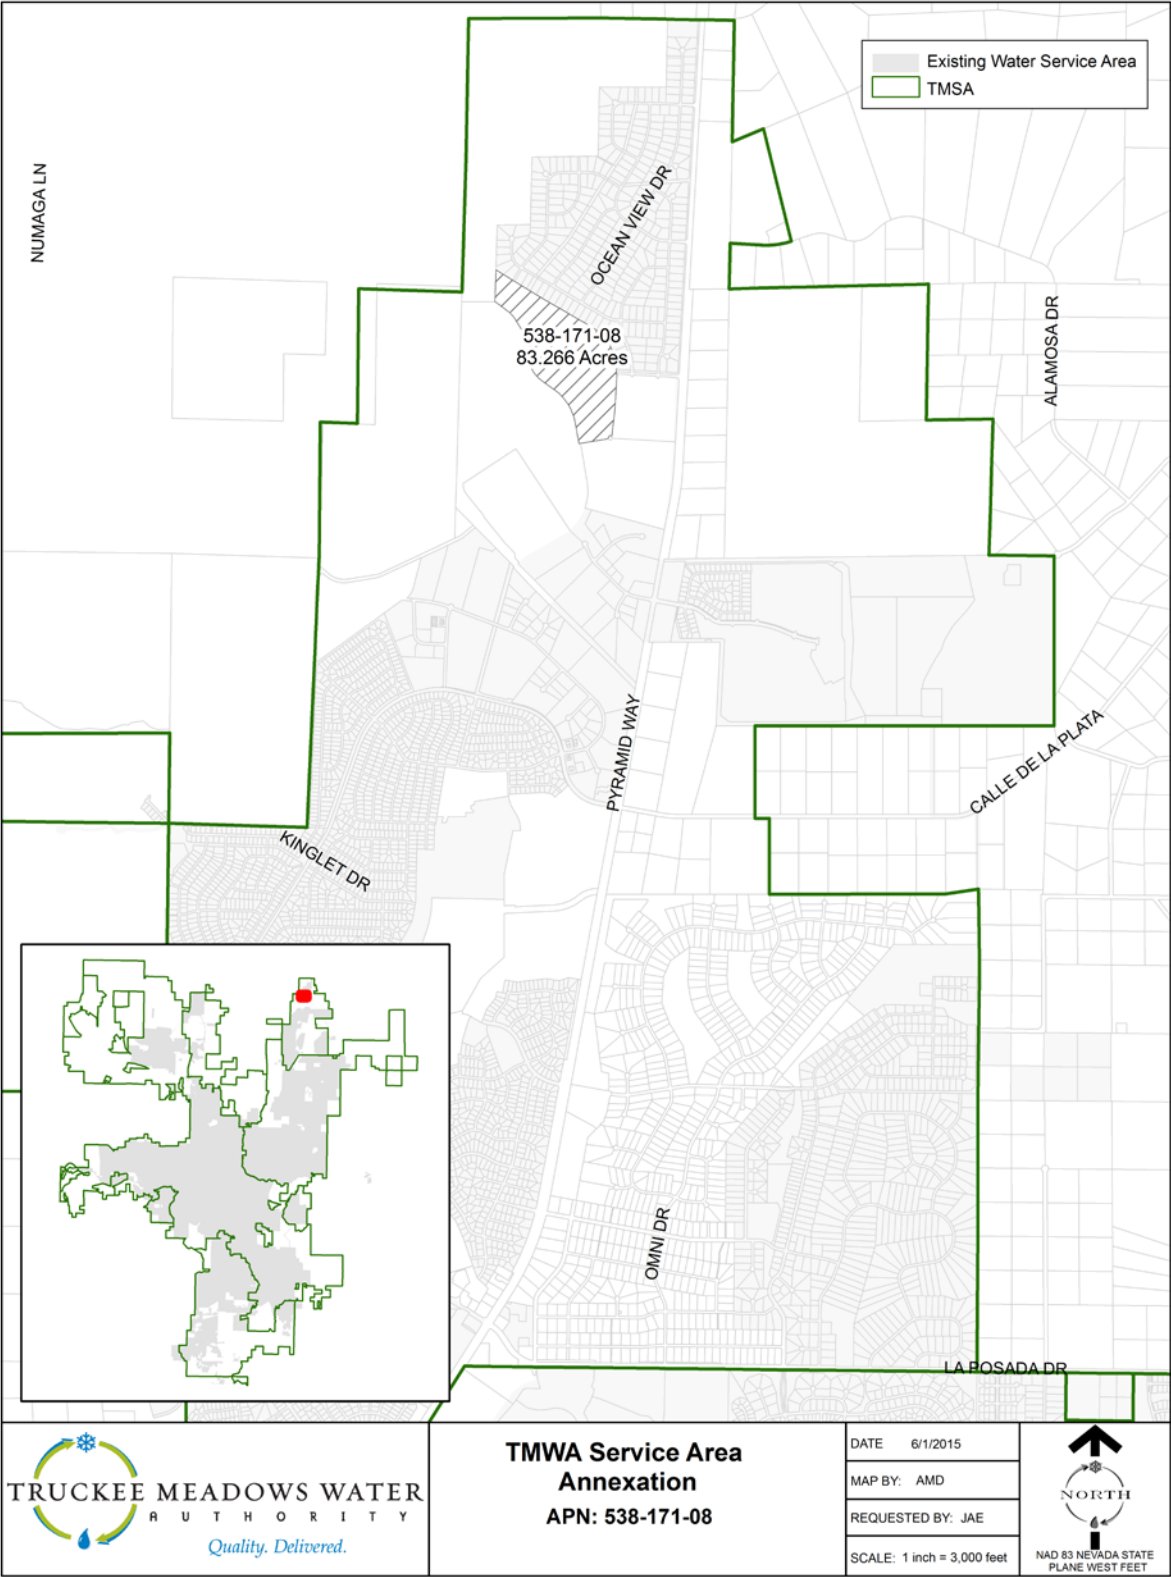 Existing Water Service Area
TMSA
NUMAGA LN
OCEAN VIEW DR
538-171-08
83.266 Acres
ALAMOSA DR
PYRAMID WAY
CALLE DE LA PLATA
KINGLET DR
OMNI DR
LA POSADA DR
TRUCKEE MEADOWS WATER
AUTHORITY
Quality. Delivered.
TMWA Service Area
Annexation
APN: 538-171-08
DATE 6/1/2015
MAP BY: AMD
REQUESTED BY: JAE
SCALE: 1 inch = 3,000 feet
NORTH
NAD 83 NEVADA STATE
PLANE WEST FEET